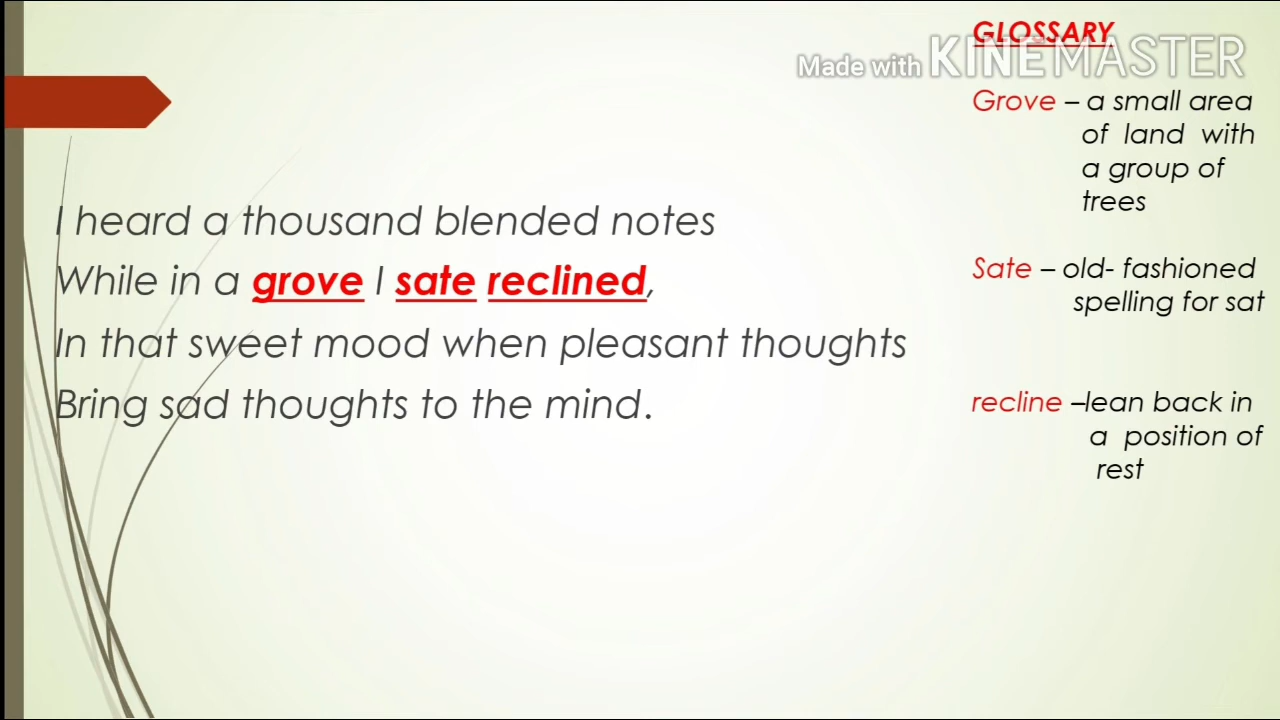 GLOSSARY
Made with KINEMASTER
I heard a thousand blended notes
While in a grove I sate reclined,
In that sweet mood when pleasant thoughts
Bring sad thoughts to the mind.
Grove – a small area
of land with
a group of
trees
Sate – old- fashioned
spelling for sat
recline –lean back in
a position of
rest